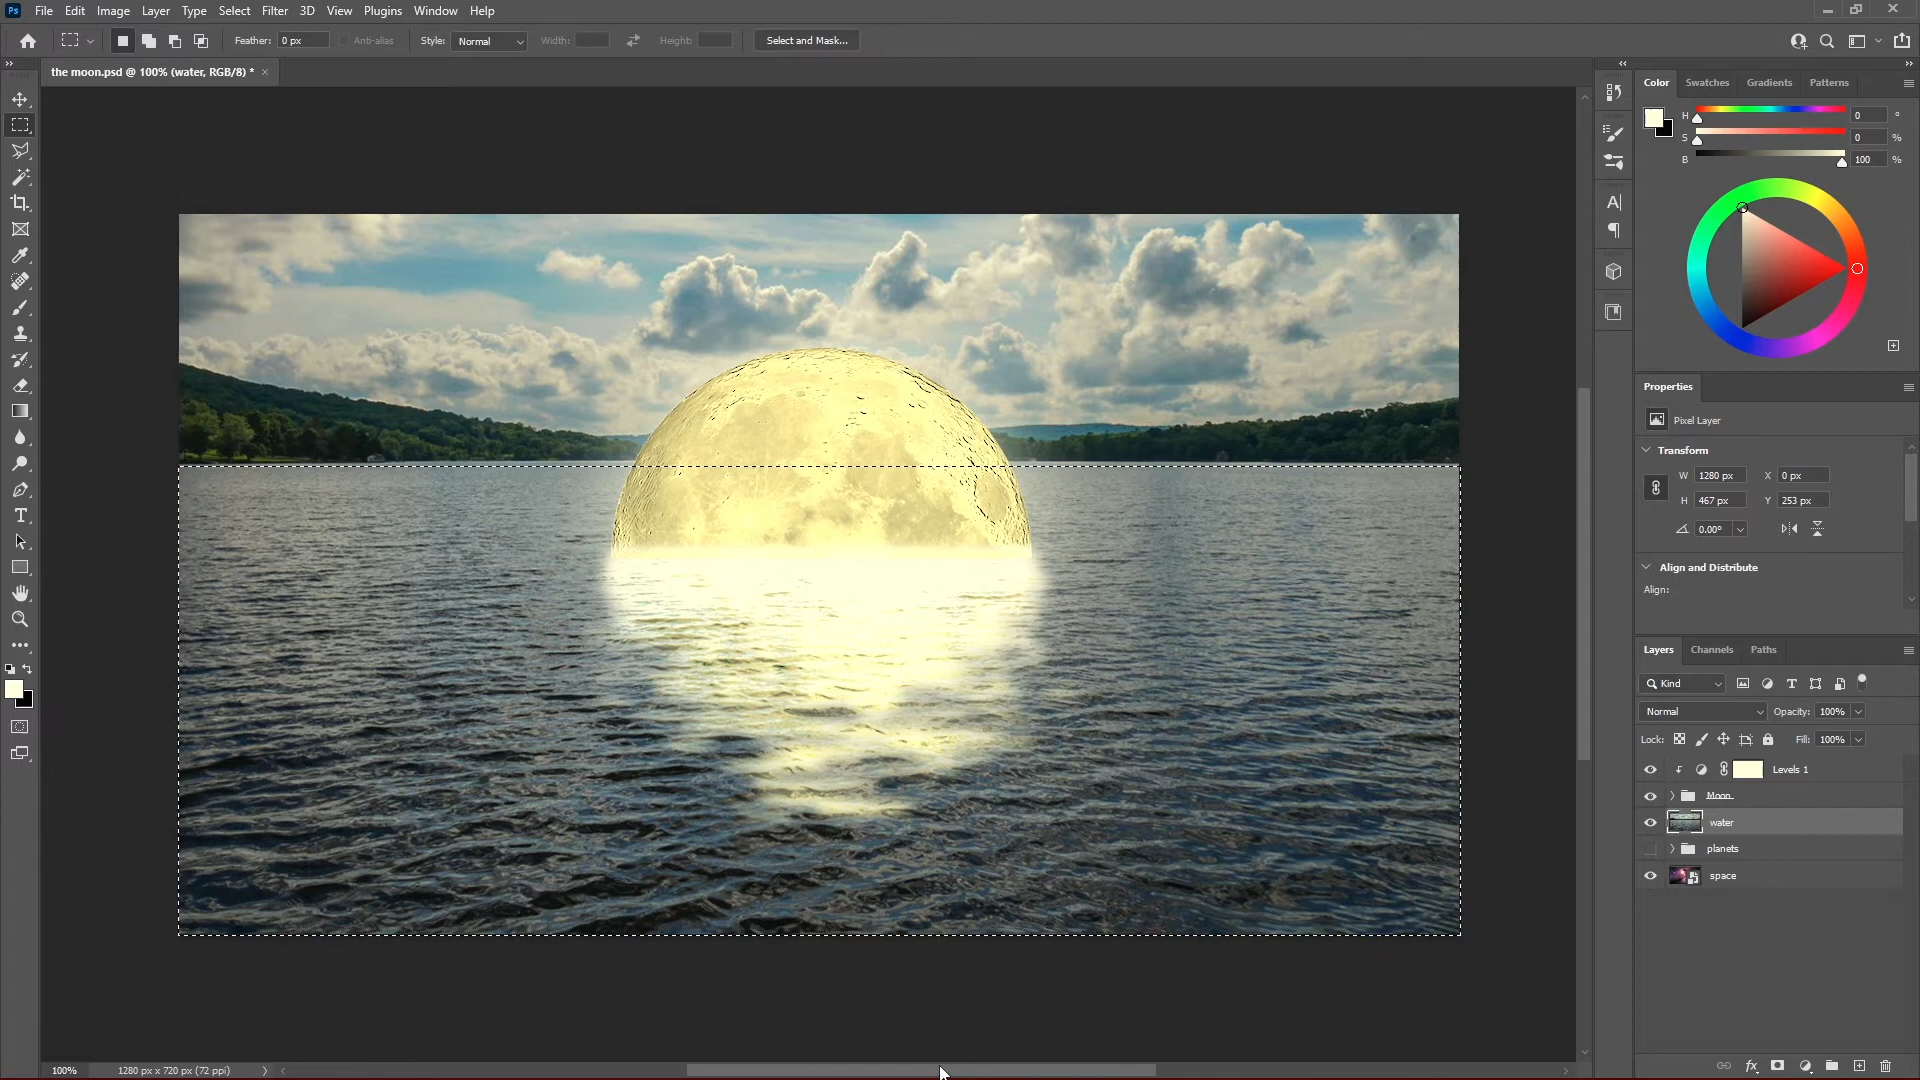 Ps File Edit Image Layer Type Select Filter 3D View Plugins Window Help
Feather: 0 px Anti-alias Style: Normal Width: Height: Select and Mask...
the moon.psd @ 100% (water, RGB/8) *
Color Swatches Gradients Patterns
H 0 °
S 0 %
B 100 %
Properties
Pixel Layer
Transform
W 1280 px X 0 px
H 467 px Y 253 px
0.00°
Align and Distribute
Align:
Layers Channels Paths
Kind
Normal Opacity: 100%
Lock: Fill: 100%
Levels 1
Moon
water
planets
space
100% 1280 px x 720 px (72 ppi)